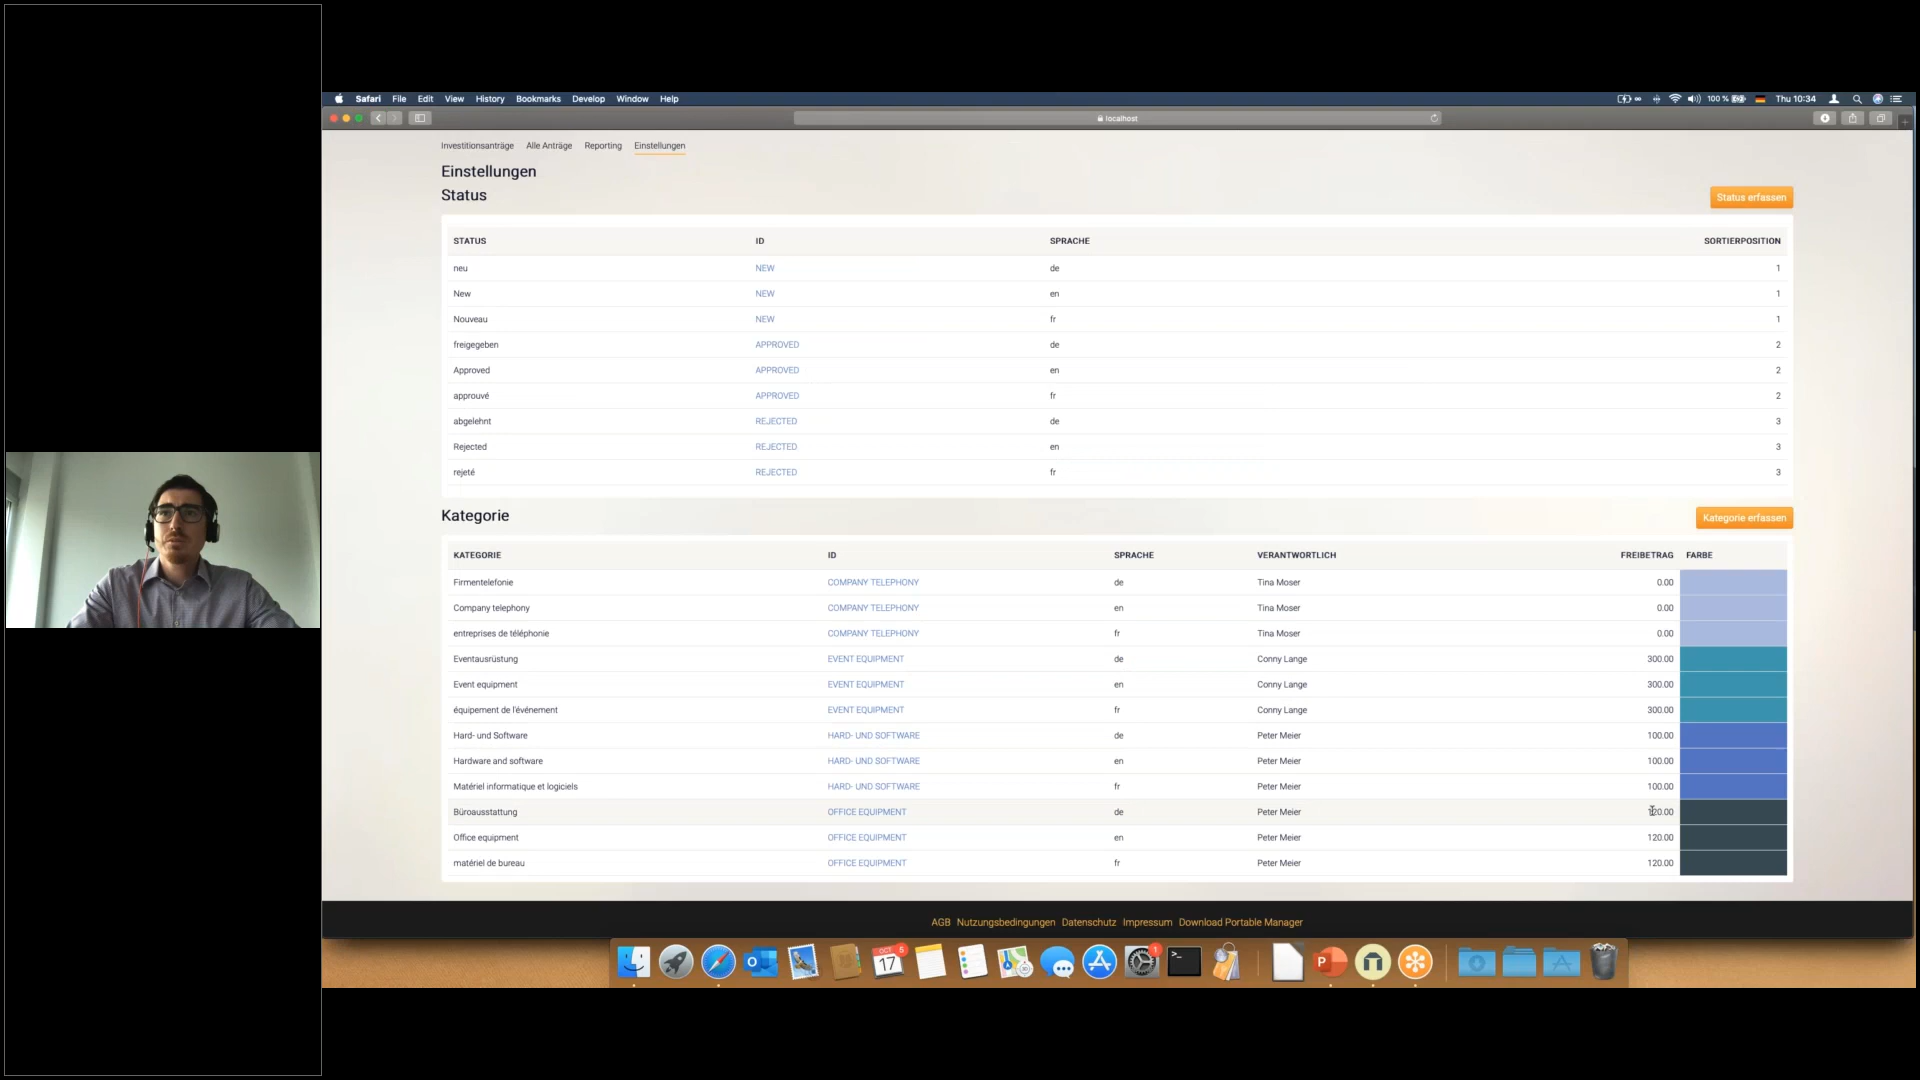 Safari File Edit View History Bookmarks Develop Window Help 100 % Thu 10:34
localhost
Investitionsanträge Alle Anträge Reporting Einstellungen
Einstellungen
Status
Status erfassen
STATUS ID SPRACHE SORTIERPOSITION
neu NEW de 1
New NEW en 1
Nouveau NEW fr 1
freigegeben APPROVED de 2
Approved APPROVED en 2
approuvé APPROVED fr 2
abgelehnt REJECTED de 3
Rejected REJECTED en 3
rejeté REJECTED fr 3
Kategorie
Kategorie erfassen
KATEGORIE ID SPRACHE VERANTWORTLICH FREIBETRAG FARBE
Firmentelefonie COMPANY TELEPHONY de Tina Moser 0.00
Company telephony COMPANY TELEPHONY en Tina Moser 0.00
entreprises de téléphonie COMPANY TELEPHONY fr Tina Moser 0.00
Eventausrüstung EVENT EQUIPMENT de Conny Lange 300.00
Event equipment EVENT EQUIPMENT en Conny Lange 300.00
équipement de l'événement EVENT EQUIPMENT fr Conny Lange 300.00
Hard- und Software HARD- UND SOFTWARE de Peter Meier 100.00
Hardware and software HARD- UND SOFTWARE en Peter Meier 100.00
Matériel informatique et logiciels HARD- UND SOFTWARE fr Peter Meier 100.00
Büroausstattung OFFICE EQUIPMENT de Peter Meier 120.00
Office equipment OFFICE EQUIPMENT en Peter Meier 120.00
matériel de bureau OFFICE EQUIPMENT fr Peter Meier 120.00
AGB Nutzungsbedingungen Datenschutz Impressum Download Portable Manager
OCT 5
17
1